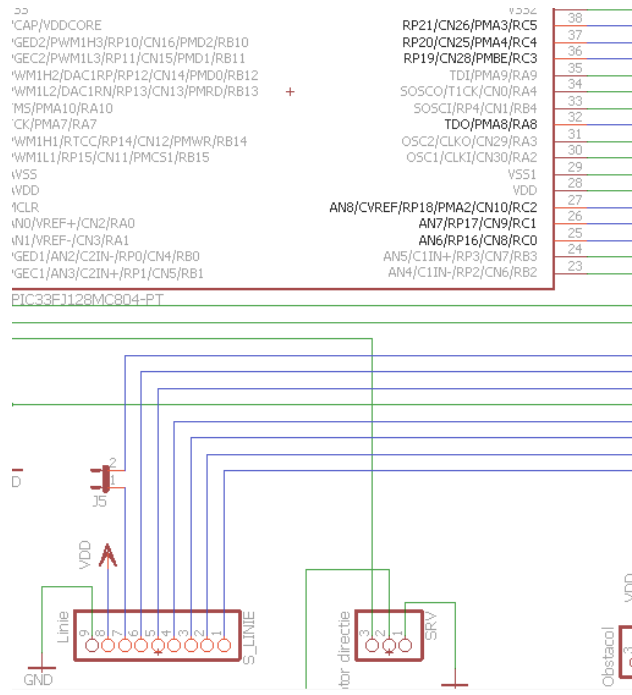 VSS2
'CAP/VDDCORE
RP21/CN26/PMA3/RC5
38
'GED2/PWM1H3/RP10/CN16/PMD2/RB10
RP20/CN25/PMA4/RC4
37
'GEC2/PWM1L3/RP11/CN15/PMD1/RB11
RP19/CN28/PMBE/RC3
36
'WM1H2/DAC1RP/RP12/CN14/PMD0/RB12
TDI/PMA9/RA9
35
'WM1L2/DAC1RN/RP13/CN13/PMRD/RB13
SOSCO/T1CK/CN0/RA4
34
MS/PMA10/RA10
SOSCI/RP4/CN1/RB4
33
CK/PMA7/RA7
TDO/PMA8/RA8
32
WM1H1/RTCC/RP14/CN12/PMWR/RB14
OSC2/CLKO/CN29/RA3
31
WM1L1/RP15/CN11/PMCS1/RB15
OSC1/CLKI/CN30/RA2
30
VSS
VSS1
29
VDD
VDD
28
MCLR
AN8/CVREF/RP18/PMA2/CN10/RC2
27
N0/VREF+/CN2/RA0
AN7/RP17/CN9/RC1
26
N1/VREF-/CN3/RA1
AN6/RP16/CN8/RC0
25
GED1/AN2/C2IN-/RP0/CN4/RB0
AN5/C1IN+/RP3/CN7/RB3
24
GEC1/AN3/C2IN+/RP1/CN5/RB1
AN4/C1IN-/RP2/CN6/RB2
23
PIC33FJ128MC804-PT
D
2
1
J5
VDD
Linie
9
8
7
6
5
4
3
2
1
S_LINIE
GND
tor directie
3
2
1
SRV
VDD
Obstacol
3